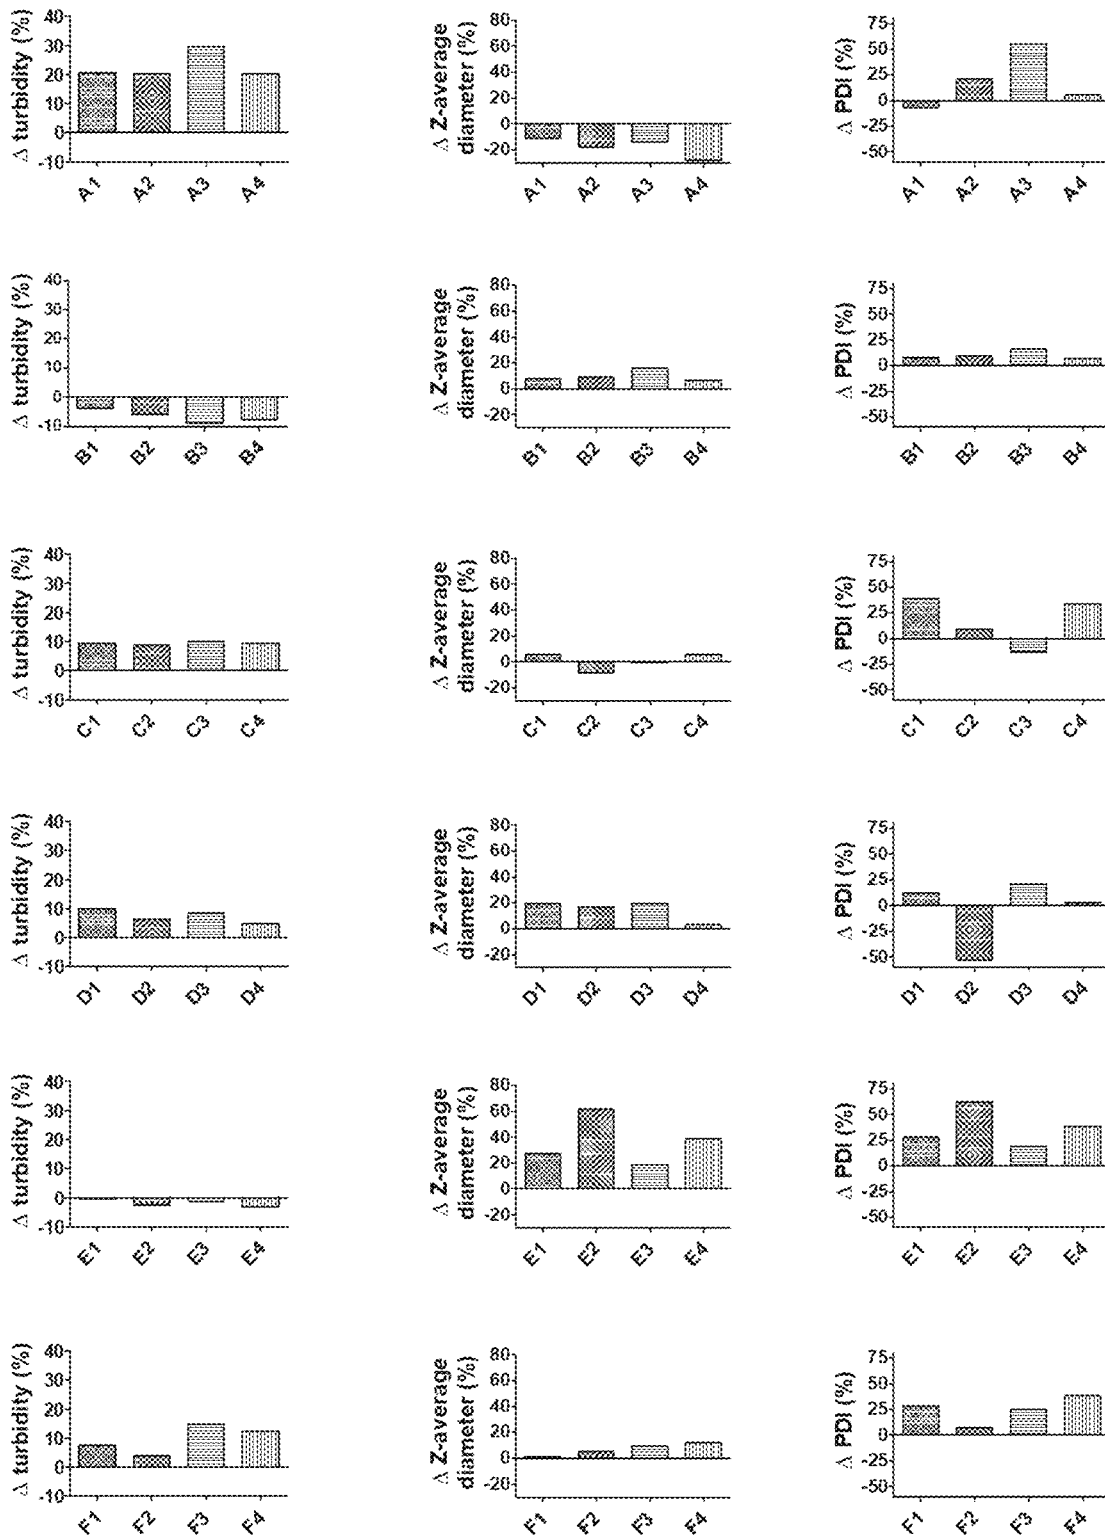 Δ turbidity (%)
40
30
20
10
0
-10
A1 A2 A3 A4
Δ Z-average
diameter (%)
80
60
40
20
0
-20
A1 A2 A3 A4
Δ PDI (%)
75
50
25
0
-25
-50
A1 A2 A3 A4
Δ turbidity (%)
40
30
20
10
0
-10
B1 B2 B3 B4
Δ Z-average
diameter (%)
80
60
40
20
0
-20
B1 B2 B3 B4
Δ PDI (%)
75
50
25
0
-25
-50
B1 B2 B3 B4
Δ turbidity (%)
40
30
20
10
0
-10
C1 C2 C3 C4
Δ Z-average
diameter (%)
80
60
40
20
0
-20
C1 C2 C3 C4
Δ PDI (%)
75
50
25
0
-25
-50
C1 C2 C3 C4
Δ turbidity (%)
40
30
20
10
0
-10
D1 D2 D3 D4
Δ Z-average
diameter (%)
80
60
40
20
0
-20
D1 D2 D3 D4
Δ PDI (%)
75
50
25
0
-25
-50
D1 D2 D3 D4
Δ turbidity (%)
40
30
20
10
0
-10
E1 E2 E3 E4
Δ Z-average
diameter (%)
80
60
40
20
0
-20
E1 E2 E3 E4
Δ PDI (%)
75
50
25
0
-25
-50
E1 E2 E3 E4
Δ turbidity (%)
40
30
20
10
0
-10
F1 F2 F3 F4
Δ Z-average
diameter (%)
80
60
40
20
0
-20
F1 F2 F3 F4
Δ PDI (%)
75
50
25
0
-25
-50
F1 F2 F3 F4